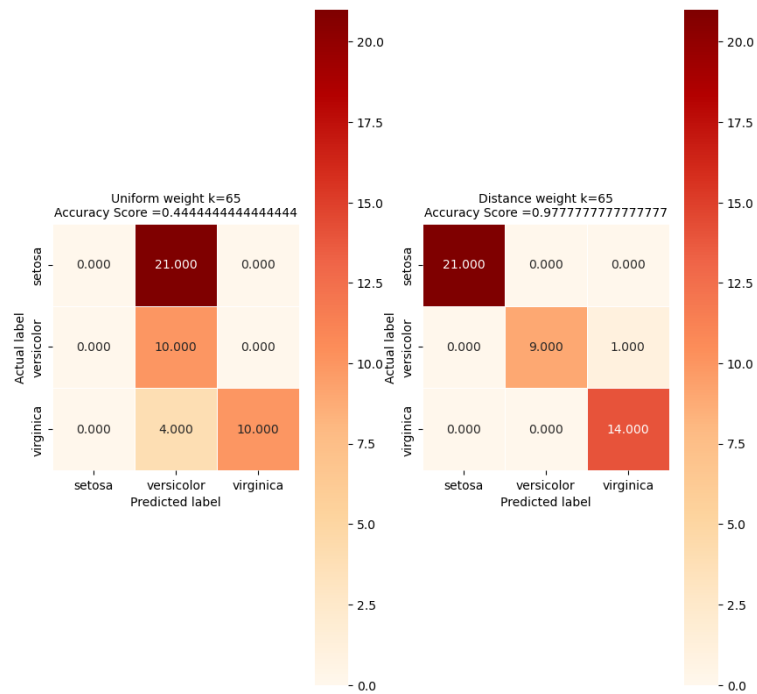 Uniform weight k=65
Accuracy Score =0.4444444444444444
0.000 21.000 0.000
0.000 10.000 0.000
0.000 4.000 10.000
setosa
versicolor
virginica
Actual label
setosa versicolor virginica
Predicted label
20.0
17.5
15.0
12.5
10.0
7.5
5.0
2.5
0.0
Distance weight k=65
Accuracy Score =0.9777777777777777
21.000 0.000 0.000
0.000 9.000 1.000
0.000 0.000 14.000
setosa
versicolor
virginica
Actual label
setosa versicolor virginica
Predicted label
20.0
17.5
15.0
12.5
10.0
7.5
5.0
2.5
0.0